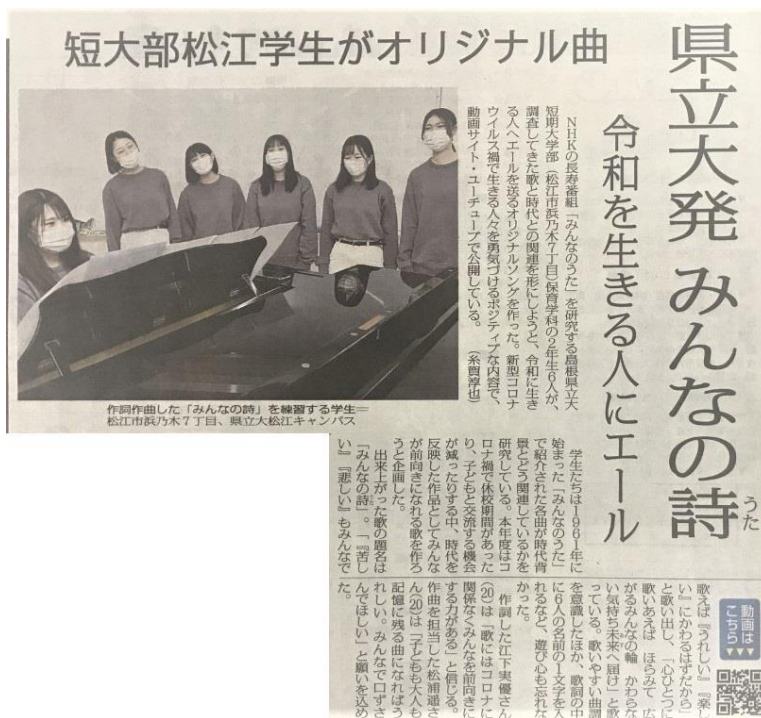 県立大発 みんなの詩
うた
令和を生きる人にエール
短大部松江学生がオリジナル曲
NHKの長寿番組「みんなのうた」を研究する島根県立大
短期大学部(松江市浜乃木7丁目)保育学科の2年生6人が、
調査してきた歌と時代との関連を形にしようと、令和に生き
る人へエールを送るオリジナルソングを作った。新型コロナ
ウイルス禍で生きる人々を勇気づけるポジティブな内容で、
動画サイト・ユーチューブで公開している。(糸賀淳也)
作詞作曲した「みんなの詩」を練習する学生=
松江市浜乃木7丁目、県立大松江キャンパス
学生たちは1961年に
始まった「みんなのうた」
で紹介された名曲が時代背
景とどう関連しているかを
研究している。本年度はコ
ロナ禍で休校期間があった
り、子どもと交流する機会
が減ったりする中、時代を
反映した作品としてみんな
が前向きになれる歌を作ろ
うと企画した。
出来上がった歌の題名は
「みんなの詩」。「『苦し
い』『悲しい』もみんなで
歌えば『うれしい』『楽し
い』にかわるはずだから」
と歌い出し、「心ひとつに
歌いあえば ほらみて 広
がるみんなの輪 かわらな
い気持ち未来へ届け」と歌
っている。歌いやすい曲調
を意識したほか、歌詞の中
に6人の名前の1文字を入
れるなど、遊び心も忘れな
かった。
作詞した江下実優さん
(20)は「歌にはコロナに
関係なくみんなを前向きに
する力がある」と信じる。
作曲を担当した松浦遥さ
ん(20)は「子どもも大人も
記憶に残る曲になればう
れしい。みんなで口ずさ
んでほしい」と願いを込め
た。
動画は
こちら